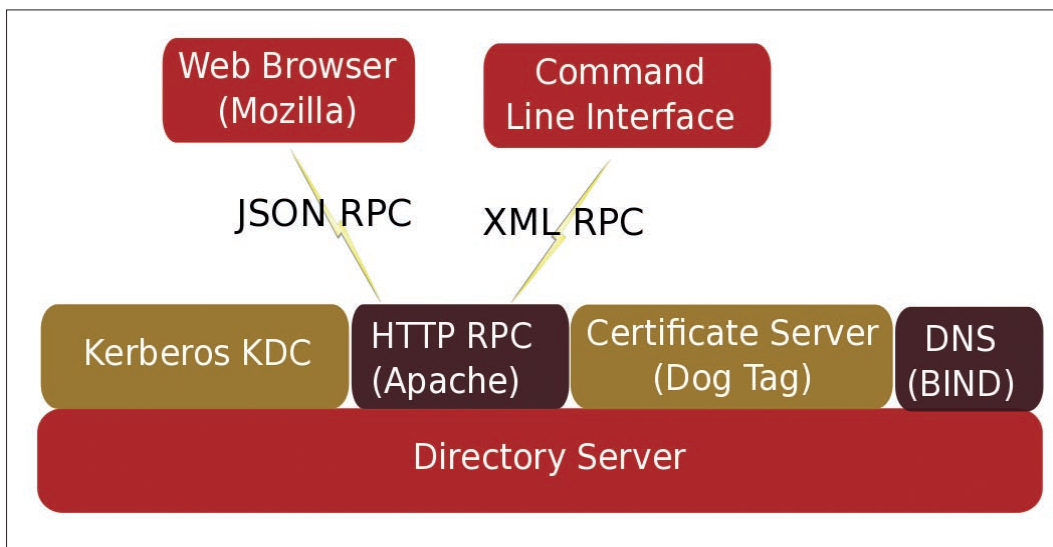 Web Browser
(Mozilla)
Command
Line Interface
JSON RPC
XML RPC
Kerberos KDC
HTTP RPC
(Apache)
Certificate Server
(Dog Tag)
DNS
(BIND)
Directory Server